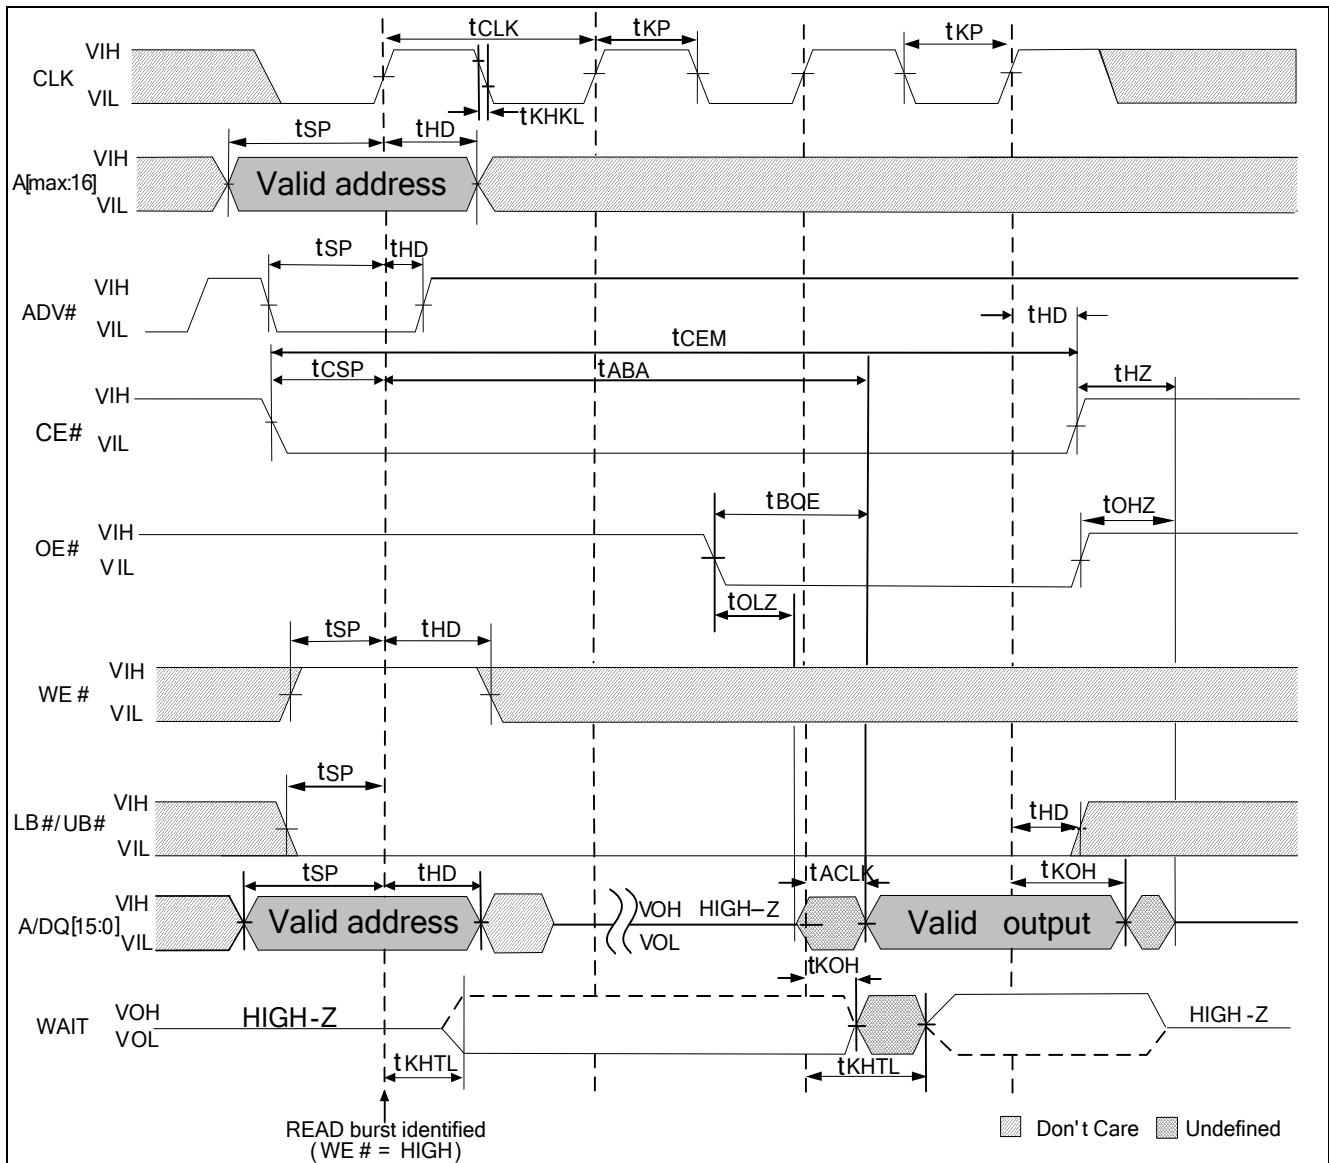 tCLK tKP tKP
VIH
CLK
VIL
tKHKL
tSP tHD
VIH
A[max:16] Valid address
VIL
tSP tHD
VIH
ADV#
VIL
tHD
tCEM
tCSP tABA tHZ
VIH
CE#
VIL
tBOE tOHZ
VIH
OE#
VIL
tOLZ
tSP tHD
VIH
WE #
VIL
tSP
VIH
LB#/UB# tHD
VIL
tSP tHD tACLK tKOH
VIH
A/DQ[15:0] Valid address VOH HIGH-Z Valid output
VIL VOL
tKOH
VOH
WAIT HIGH-Z HIGH-Z
VOL
tKHTL tKHTL
READ burst identified
(WE # = HIGH)
Don't Care Undefined